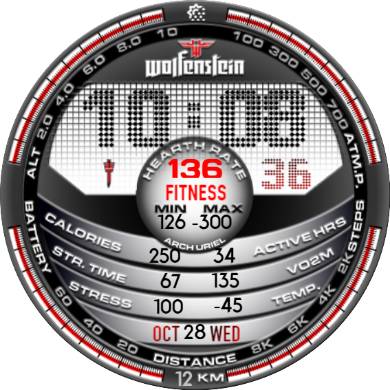 8.0 10 100 300 500 700
ALT 2.0 4.0 6.0
ATM.P.
Wolfenstein
10:08
HEARTH RATE
136
36
FITNESS
MIN MAX
126 -300
ARCH URIEL
CALORIES 250 34 ACTIVE HRS
STR. TIME 67 135 VO2M
STRESS 100 -45 TEMP.
OCT 28 WED
BATTERY 60 40 20
DISTANCE
8K 6K 4K 2K STEPS
12 KM